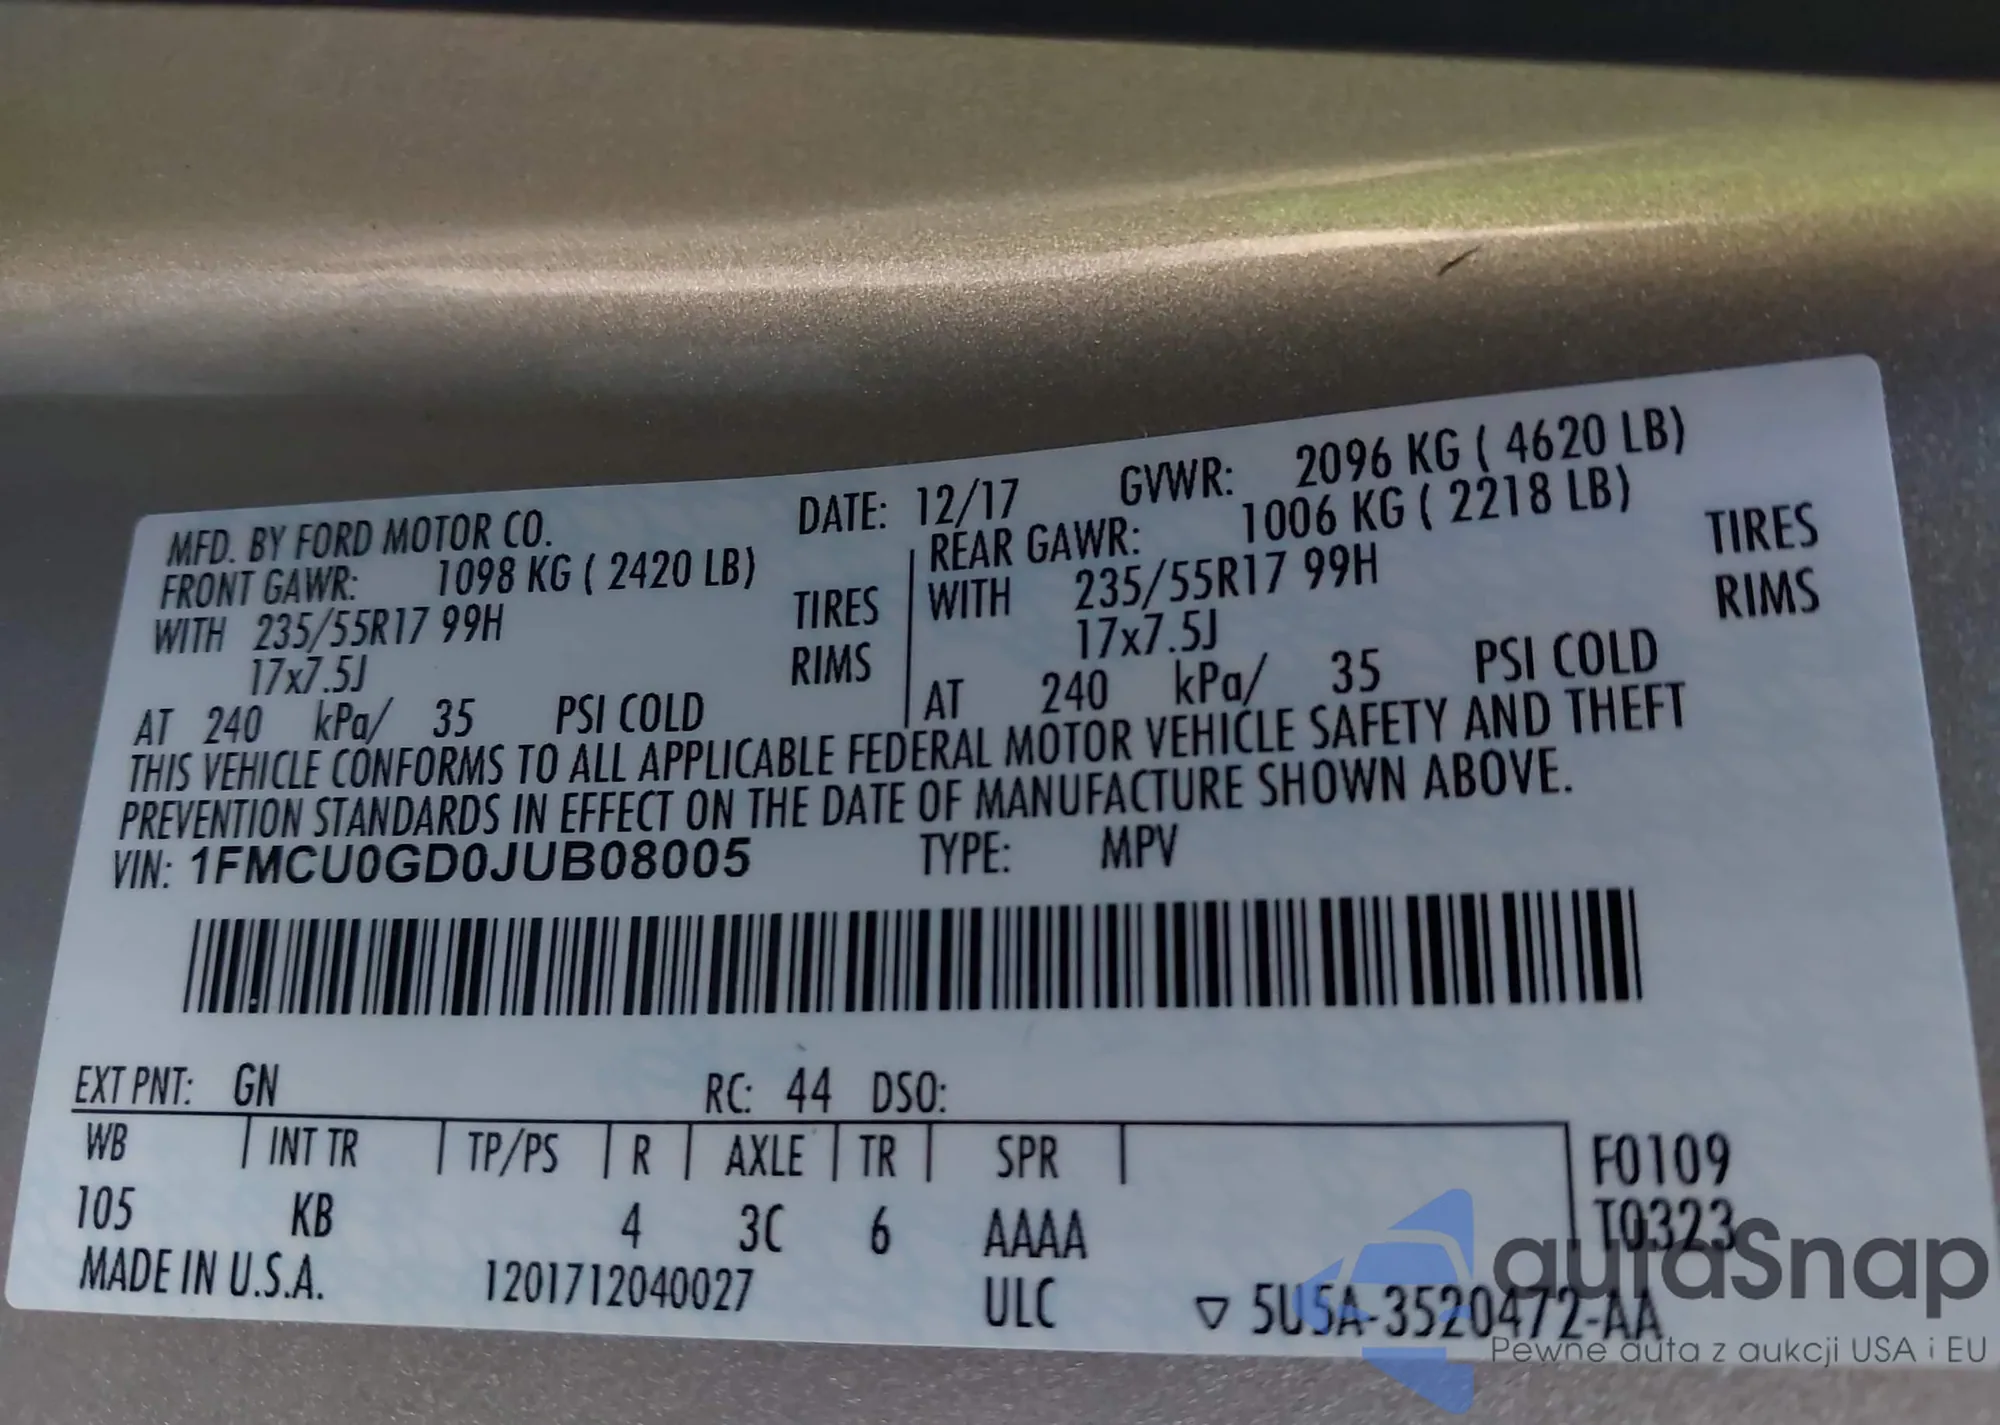 MFD. BY FORD MOTOR CO. DATE: 12/17 GVWR: 2096 KG ( 4620 LB)
FRONT GAWR: 1098 KG ( 2420 LB) REAR GAWR: 1006 KG ( 2218 LB)
WITH 235/55R17 99H TIRES WITH 235/55R17 99H TIRES
17x7.5J RIMS 17x7.5J RIMS
AT 240 kPa/ 35 PSI COLD AT 240 kPa/ 35 PSI COLD
THIS VEHICLE CONFORMS TO ALL APPLICABLE FEDERAL MOTOR VEHICLE SAFETY AND THEFT
PREVENTION STANDARDS IN EFFECT ON THE DATE OF MANUFACTURE SHOWN ABOVE.
VIN: 1FMCU0GD0JUB08005 TYPE: MPV
EXT PNT: GN RC: 44 DSO:
WB INT TR TP/PS R AXLE TR SPR F0109
105 KB 4 3C 6 AAAA T0323
MADE IN U.S.A. 1201712040027 ULC ▽ 5U5A-3520472-AA
autaSnap
Pewne auta z aukcji USA i EU